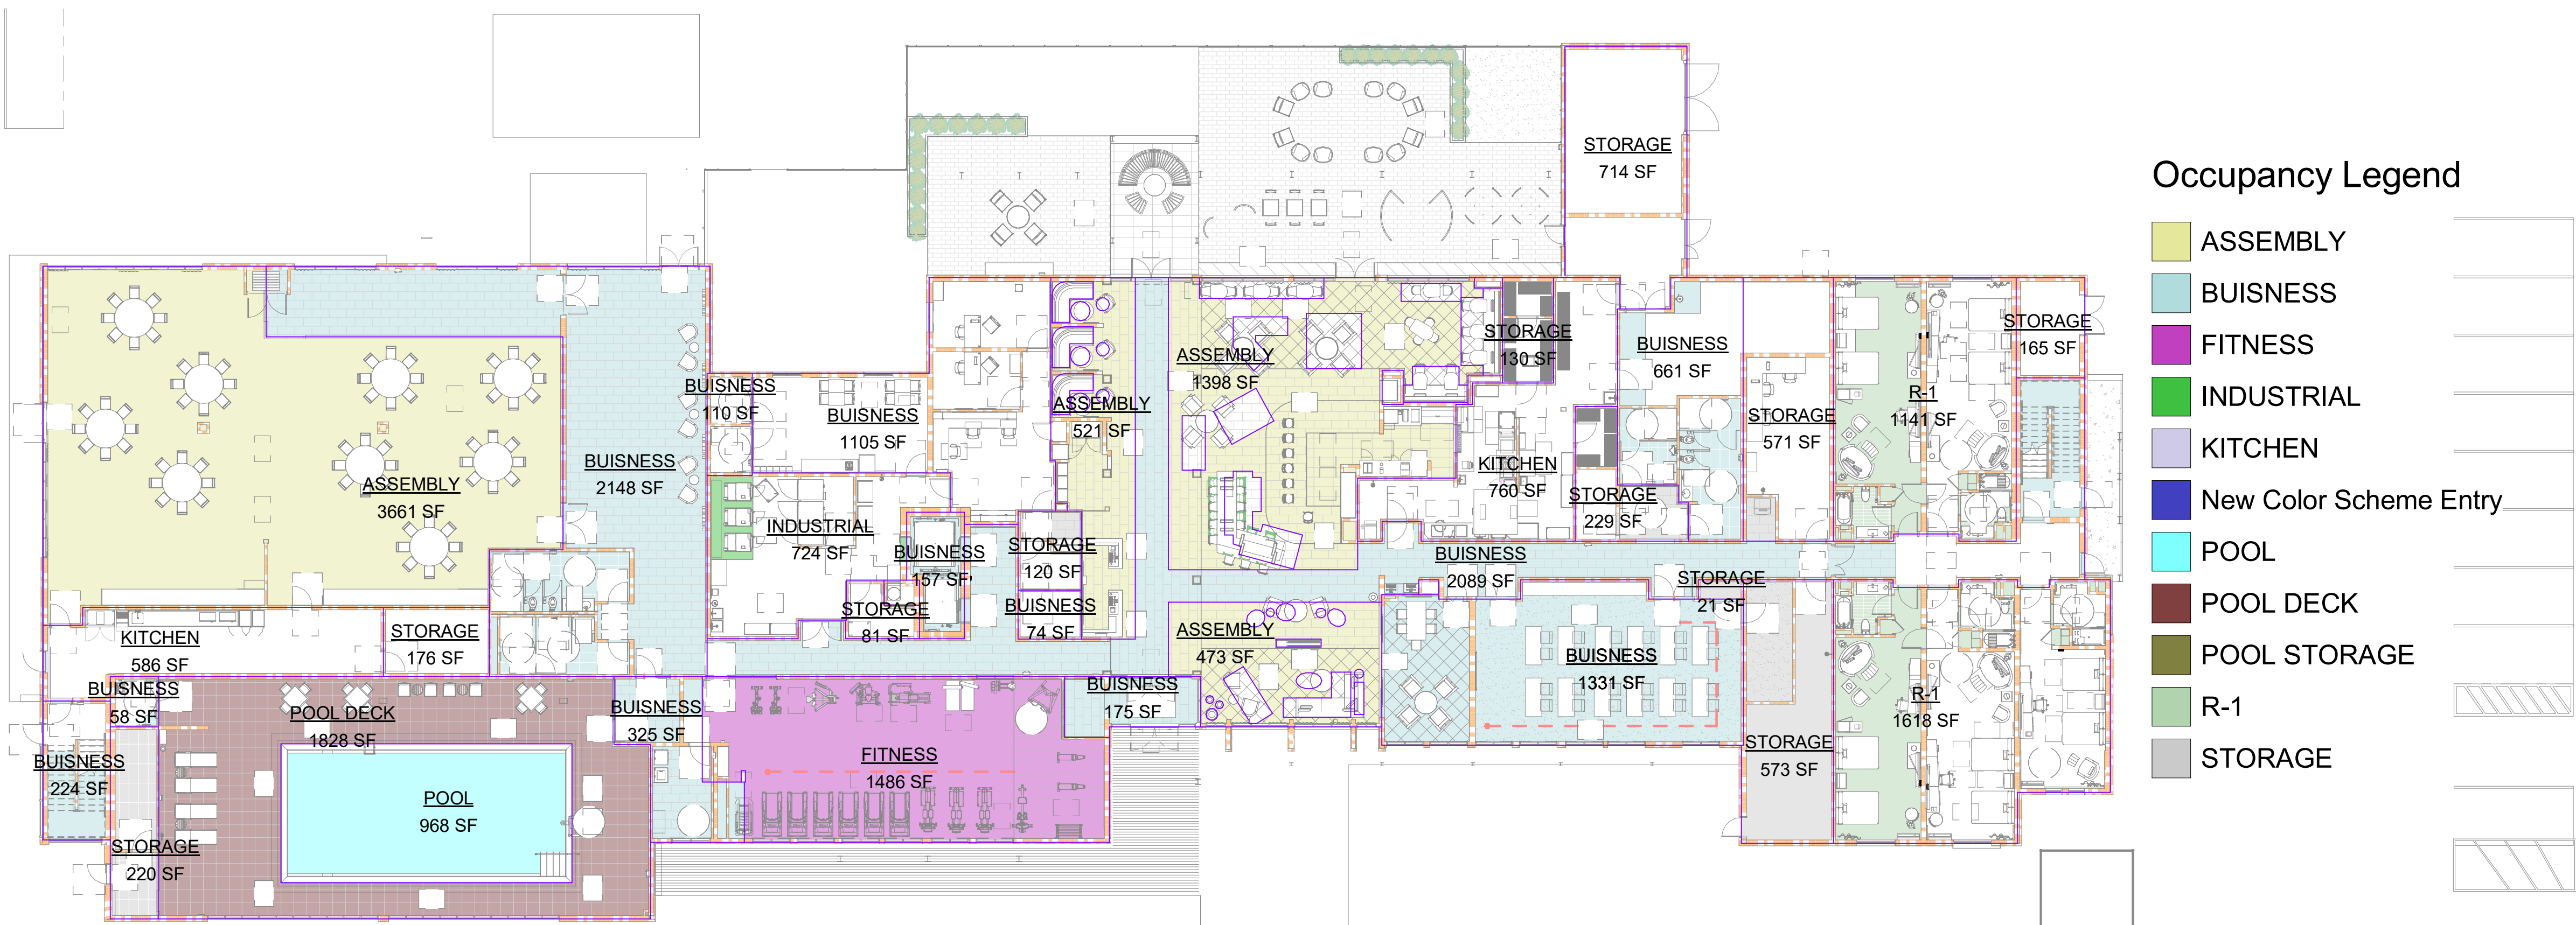 STORAGE
714 SF
Occupancy Legend
ASSEMBLY
BUISNESS
FITNESS
INDUSTRIAL
KITCHEN
New Color Scheme Entry
POOL
POOL DECK
POOL STORAGE
R-1
STORAGE
ASSEMBLY
3661 SF
BUISNESS
2148 SF
BUISNESS
110 SF
BUISNESS
1105 SF
ASSEMBLY
521 SF
ASSEMBLY
1398 SF
STORAGE
130 SF
BUISNESS
661 SF
STORAGE
571 SF
R-1
1141 SF
STORAGE
165 SF
KITCHEN
760 SF
STORAGE
229 SF
INDUSTRIAL
724 SF
BUISNESS
157 SF
STORAGE
120 SF
BUISNESS
74 SF
STORAGE
81 SF
BUISNESS
2089 SF
STORAGE
21 SF
KITCHEN
586 SF
STORAGE
176 SF
ASSEMBLY
473 SF
BUISNESS
1331 SF
R-1
1618 SF
BUISNESS
58 SF
POOL DECK
1828 SF
BUISNESS
325 SF
BUISNESS
175 SF
FITNESS
1486 SF
STORAGE
573 SF
BUISNESS
224 SF
POOL
968 SF
STORAGE
220 SF